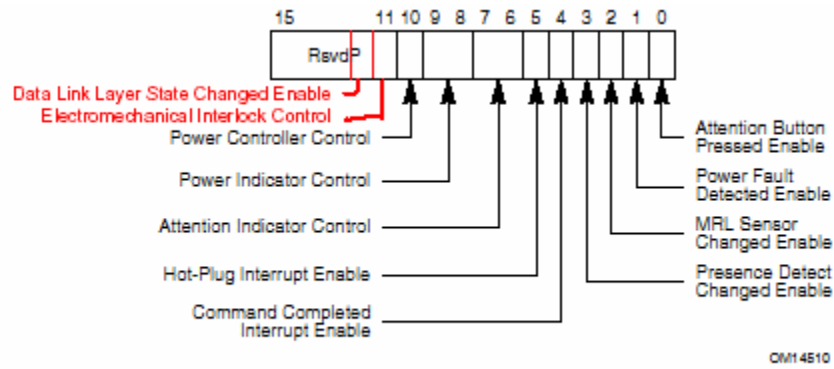 15 11 10 9 8 7 6 5 4 3 2 1 0
RsvdP
Data Link Layer State Changed Enable
Electromechanical Interlock Control
Power Controller Control
Power Indicator Control
Attention Indicator Control
Hot-Plug Interrupt Enable
Command Completed
Interrupt Enable
Attention Button
Pressed Enable
Power Fault
Detected Enable
MRL Sensor
Changed Enable
Presence Detect
Changed Enable
OM14510